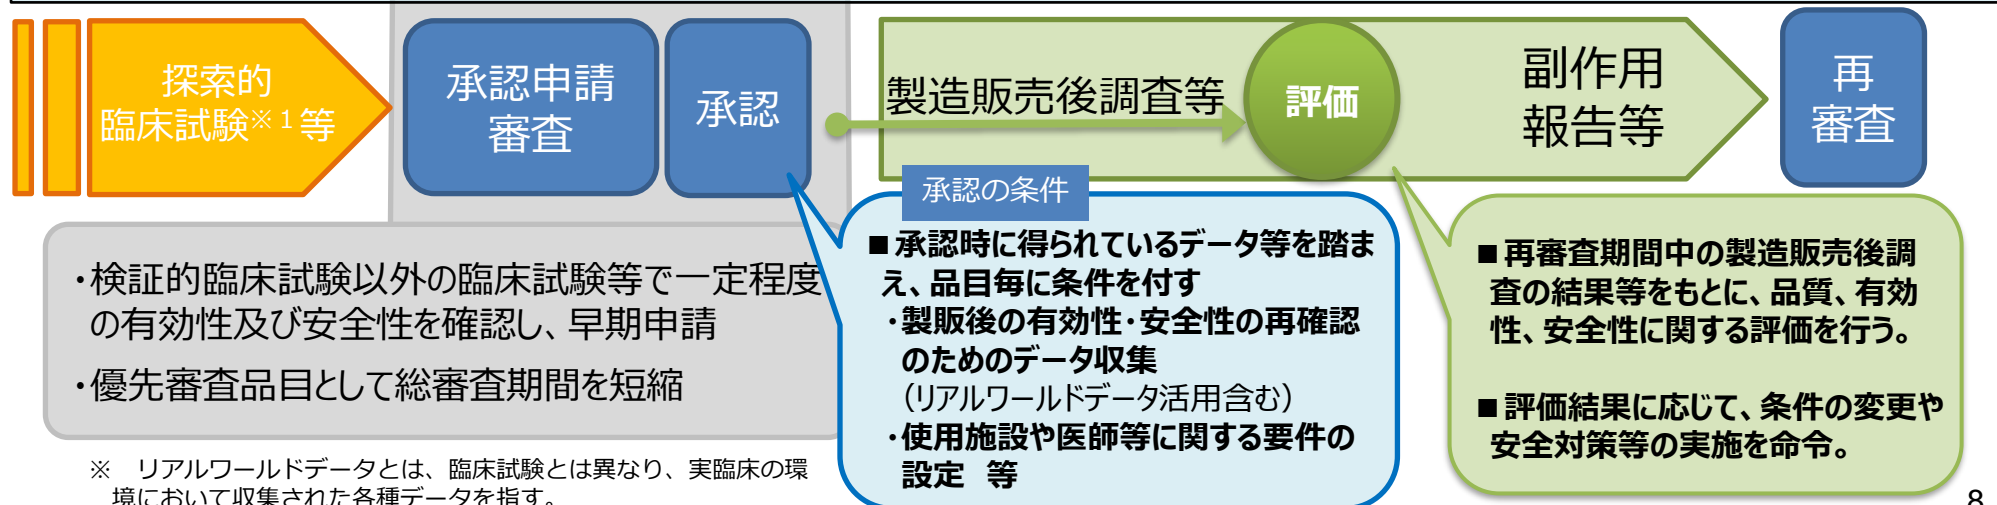 探索的
臨床試験※1等
承認申請
審査
承認
製造販売後調査等
評価
副作用
報告等
再
審査
・検証的臨床試験以外の臨床試験等で一定程度
の有効性及び安全性を確認し、早期申請
・優先審査品目として総審査期間を短縮
※　リアルワールドデータとは、臨床試験とは異なり、実臨床の環
境において収集された各種データを指す。
承認の条件
■承認時に得られているデータ等を踏ま
え、品目毎に条件を付す
・製販後の有効性・安全性の再確認
のためのデータ収集
（リアルワールドデータ活用含む）
・使用施設や医師等に関する要件の
設定　等
■再審査期間中の製造販売後調
査の結果等をもとに、品質、有効
性、安全性に関する評価を行う。
■評価結果に応じて、条件の変更や
安全対策等の実施を命令。
8